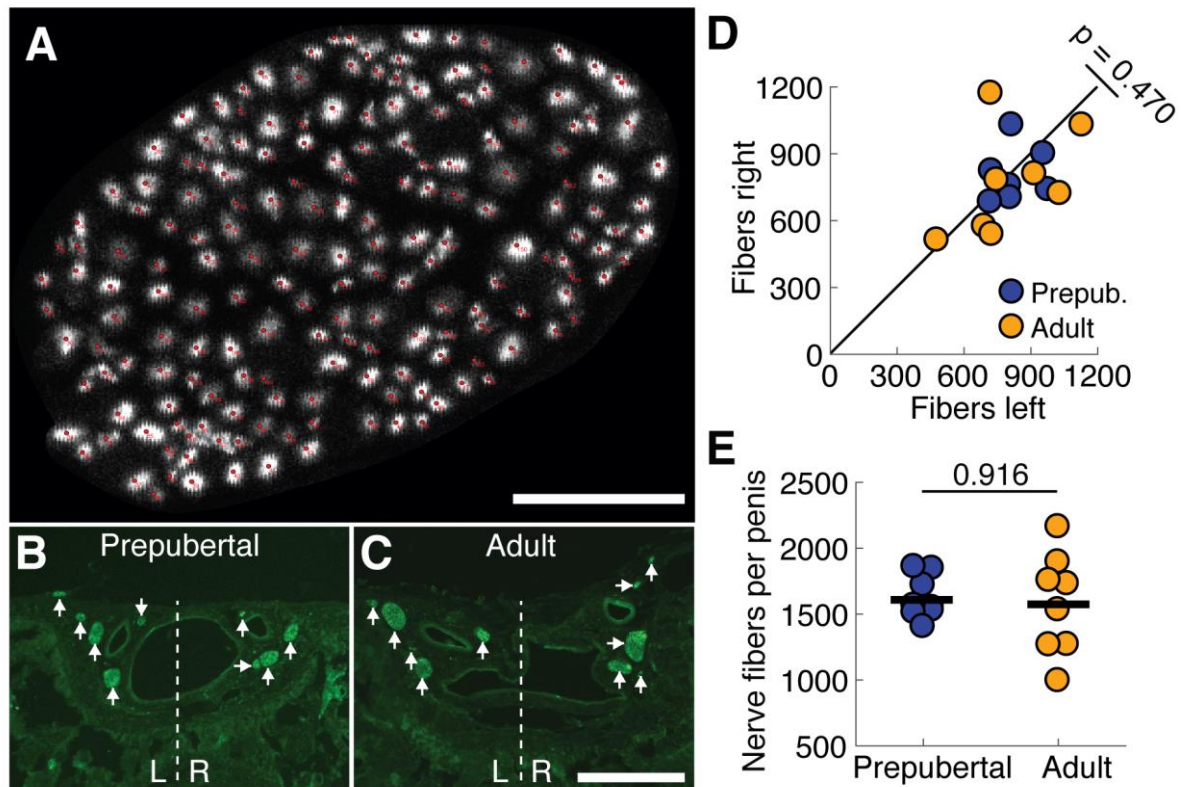 A
B
Prepubertal
L R
C
Adult
L R
D
p = 0.470
Fibers right
1200
900
600
300
0
Prepub.
Adult
0 300 600 900 1200
Fibers left
E
0.916
Nerve fibers per penis
2500
2000
1500
1000
500
Prepubertal Adult